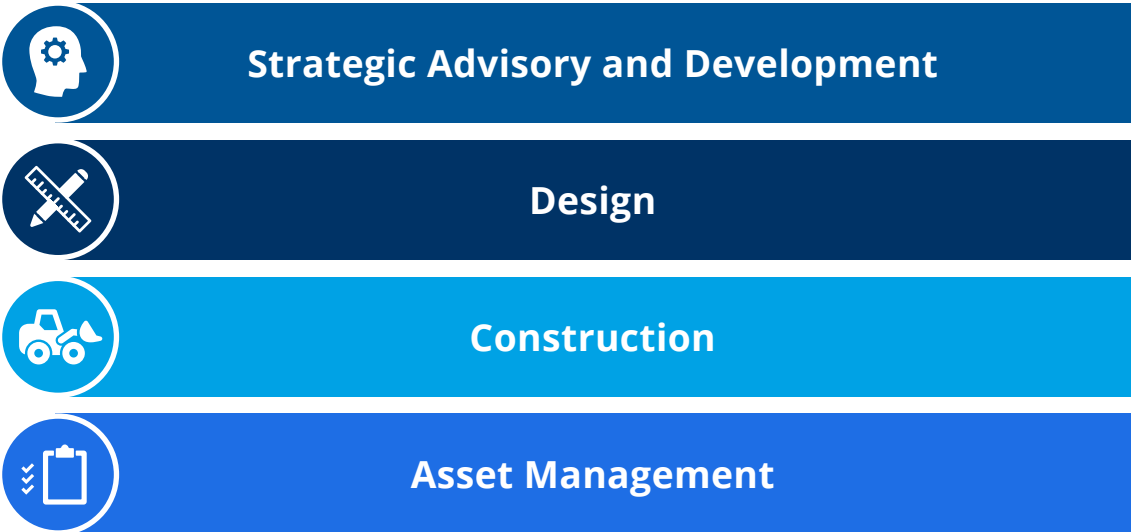 Strategic Advisory and Development
Design
Construction
Asset Management